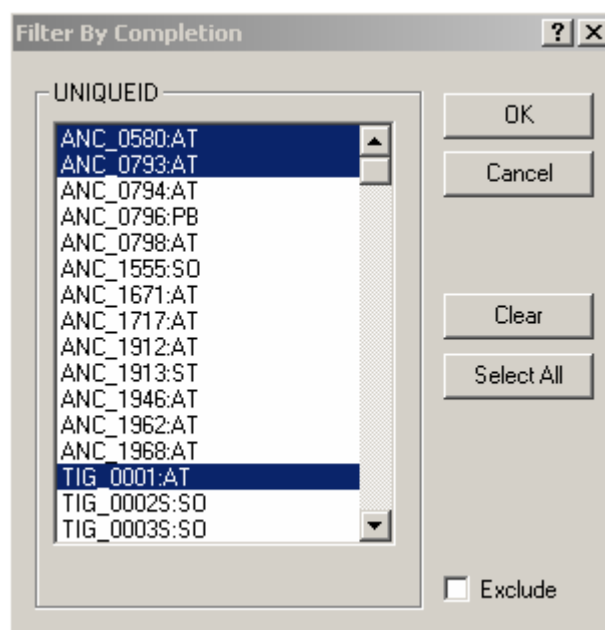 Filter By Completion
UNIQUEID
ANC_0580:AT
ANC_0793:AT
ANC_0794:AT
ANC_0796:PB
ANC_0798:AT
ANC_1555:SO
ANC_1671:AT
ANC_1717:AT
ANC_1912:AT
ANC_1913:ST
ANC_1946:AT
ANC_1962:AT
ANC_1968:AT
TIG_0001:AT
TIG_0002S:SO
TIG_0003S:SO
OK
Cancel
Clear
Select All
Exclude